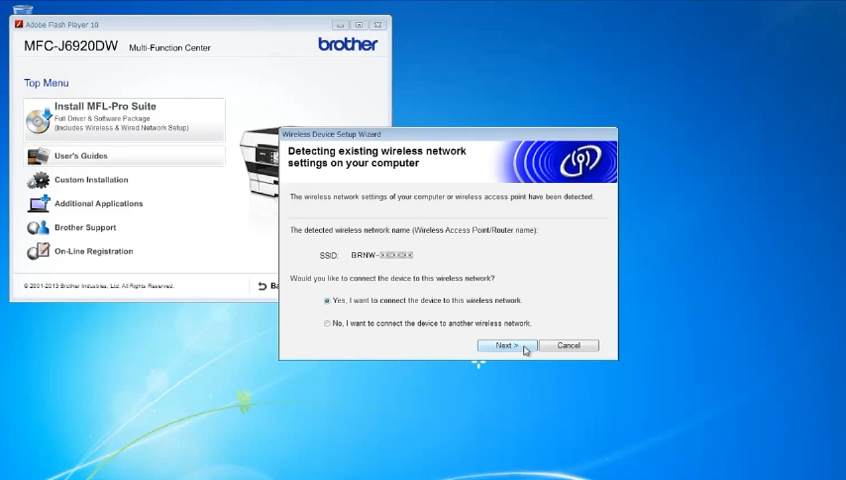 Adobe Flash Player 10
MFC-J6920DW Multi-Function Center
brother
Top Menu
Install MFL-Pro Suite
Full Driver & Software Package
(Includes Wireless & Wired Network Setup)
User's Guides
Custom Installation
Additional Applications
Brother Support
On-Line Registration
© 2001-2013 Brother Industries, Ltd. All Rights Reserved.
Ba
Wireless Device Setup Wizard
Detecting existing wireless network
settings on your computer
The wireless network settings of your computer or wireless access point have been detected.
The detected wireless network name (Wireless Access Point/Router name):
SSID: BRNW-XXXXX
Would you like to connect the device to this wireless network?
Yes, I want to connect the device to this wireless network.
No, I want to connect the device to another wireless network.
Next > Cancel